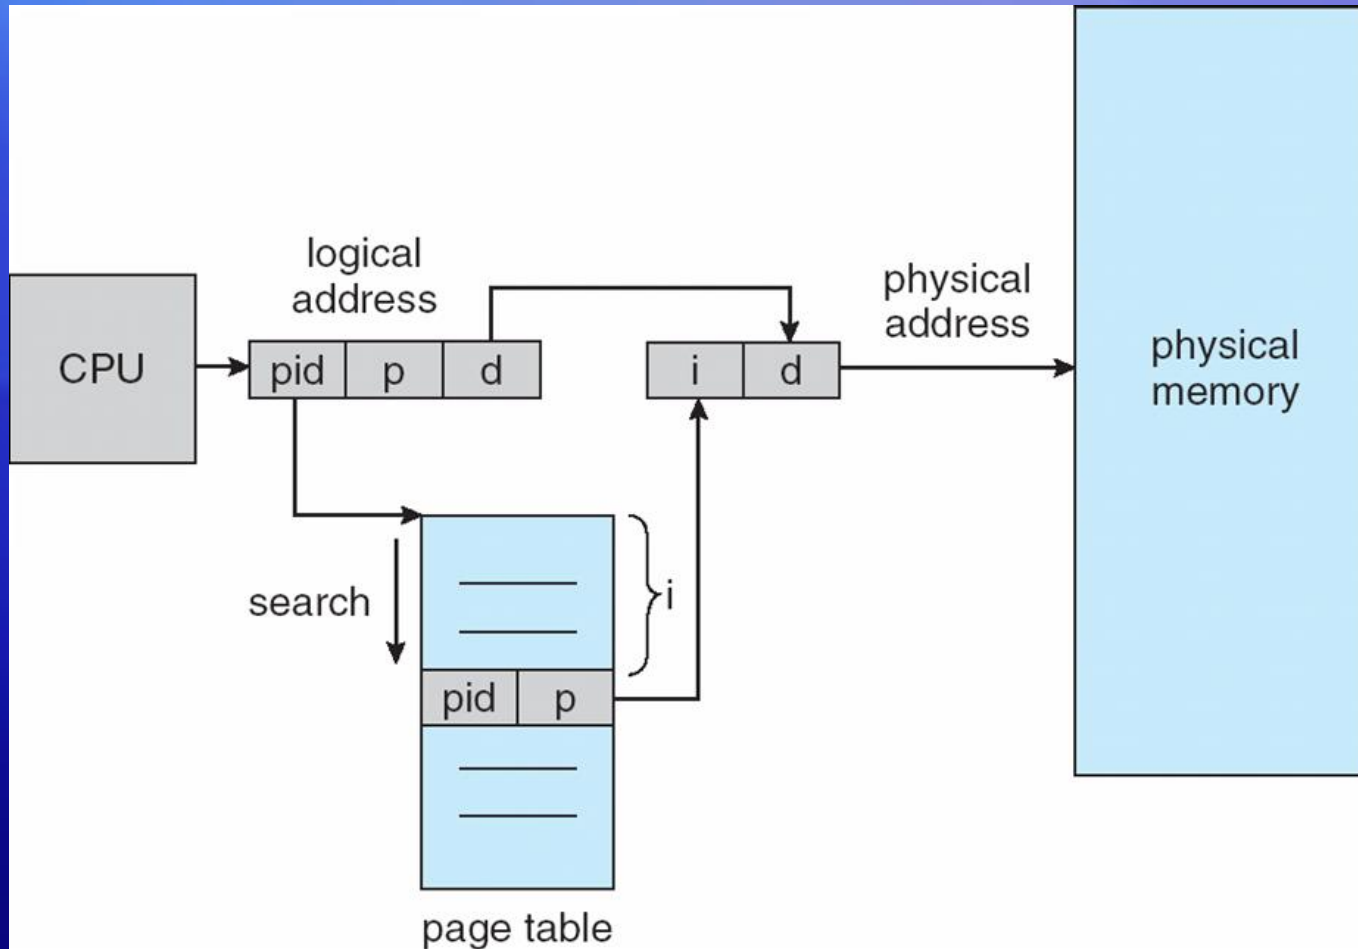 logical
address
physical
address
CPU
pid p d
i d
physical
memory
search
i
pid p
page table